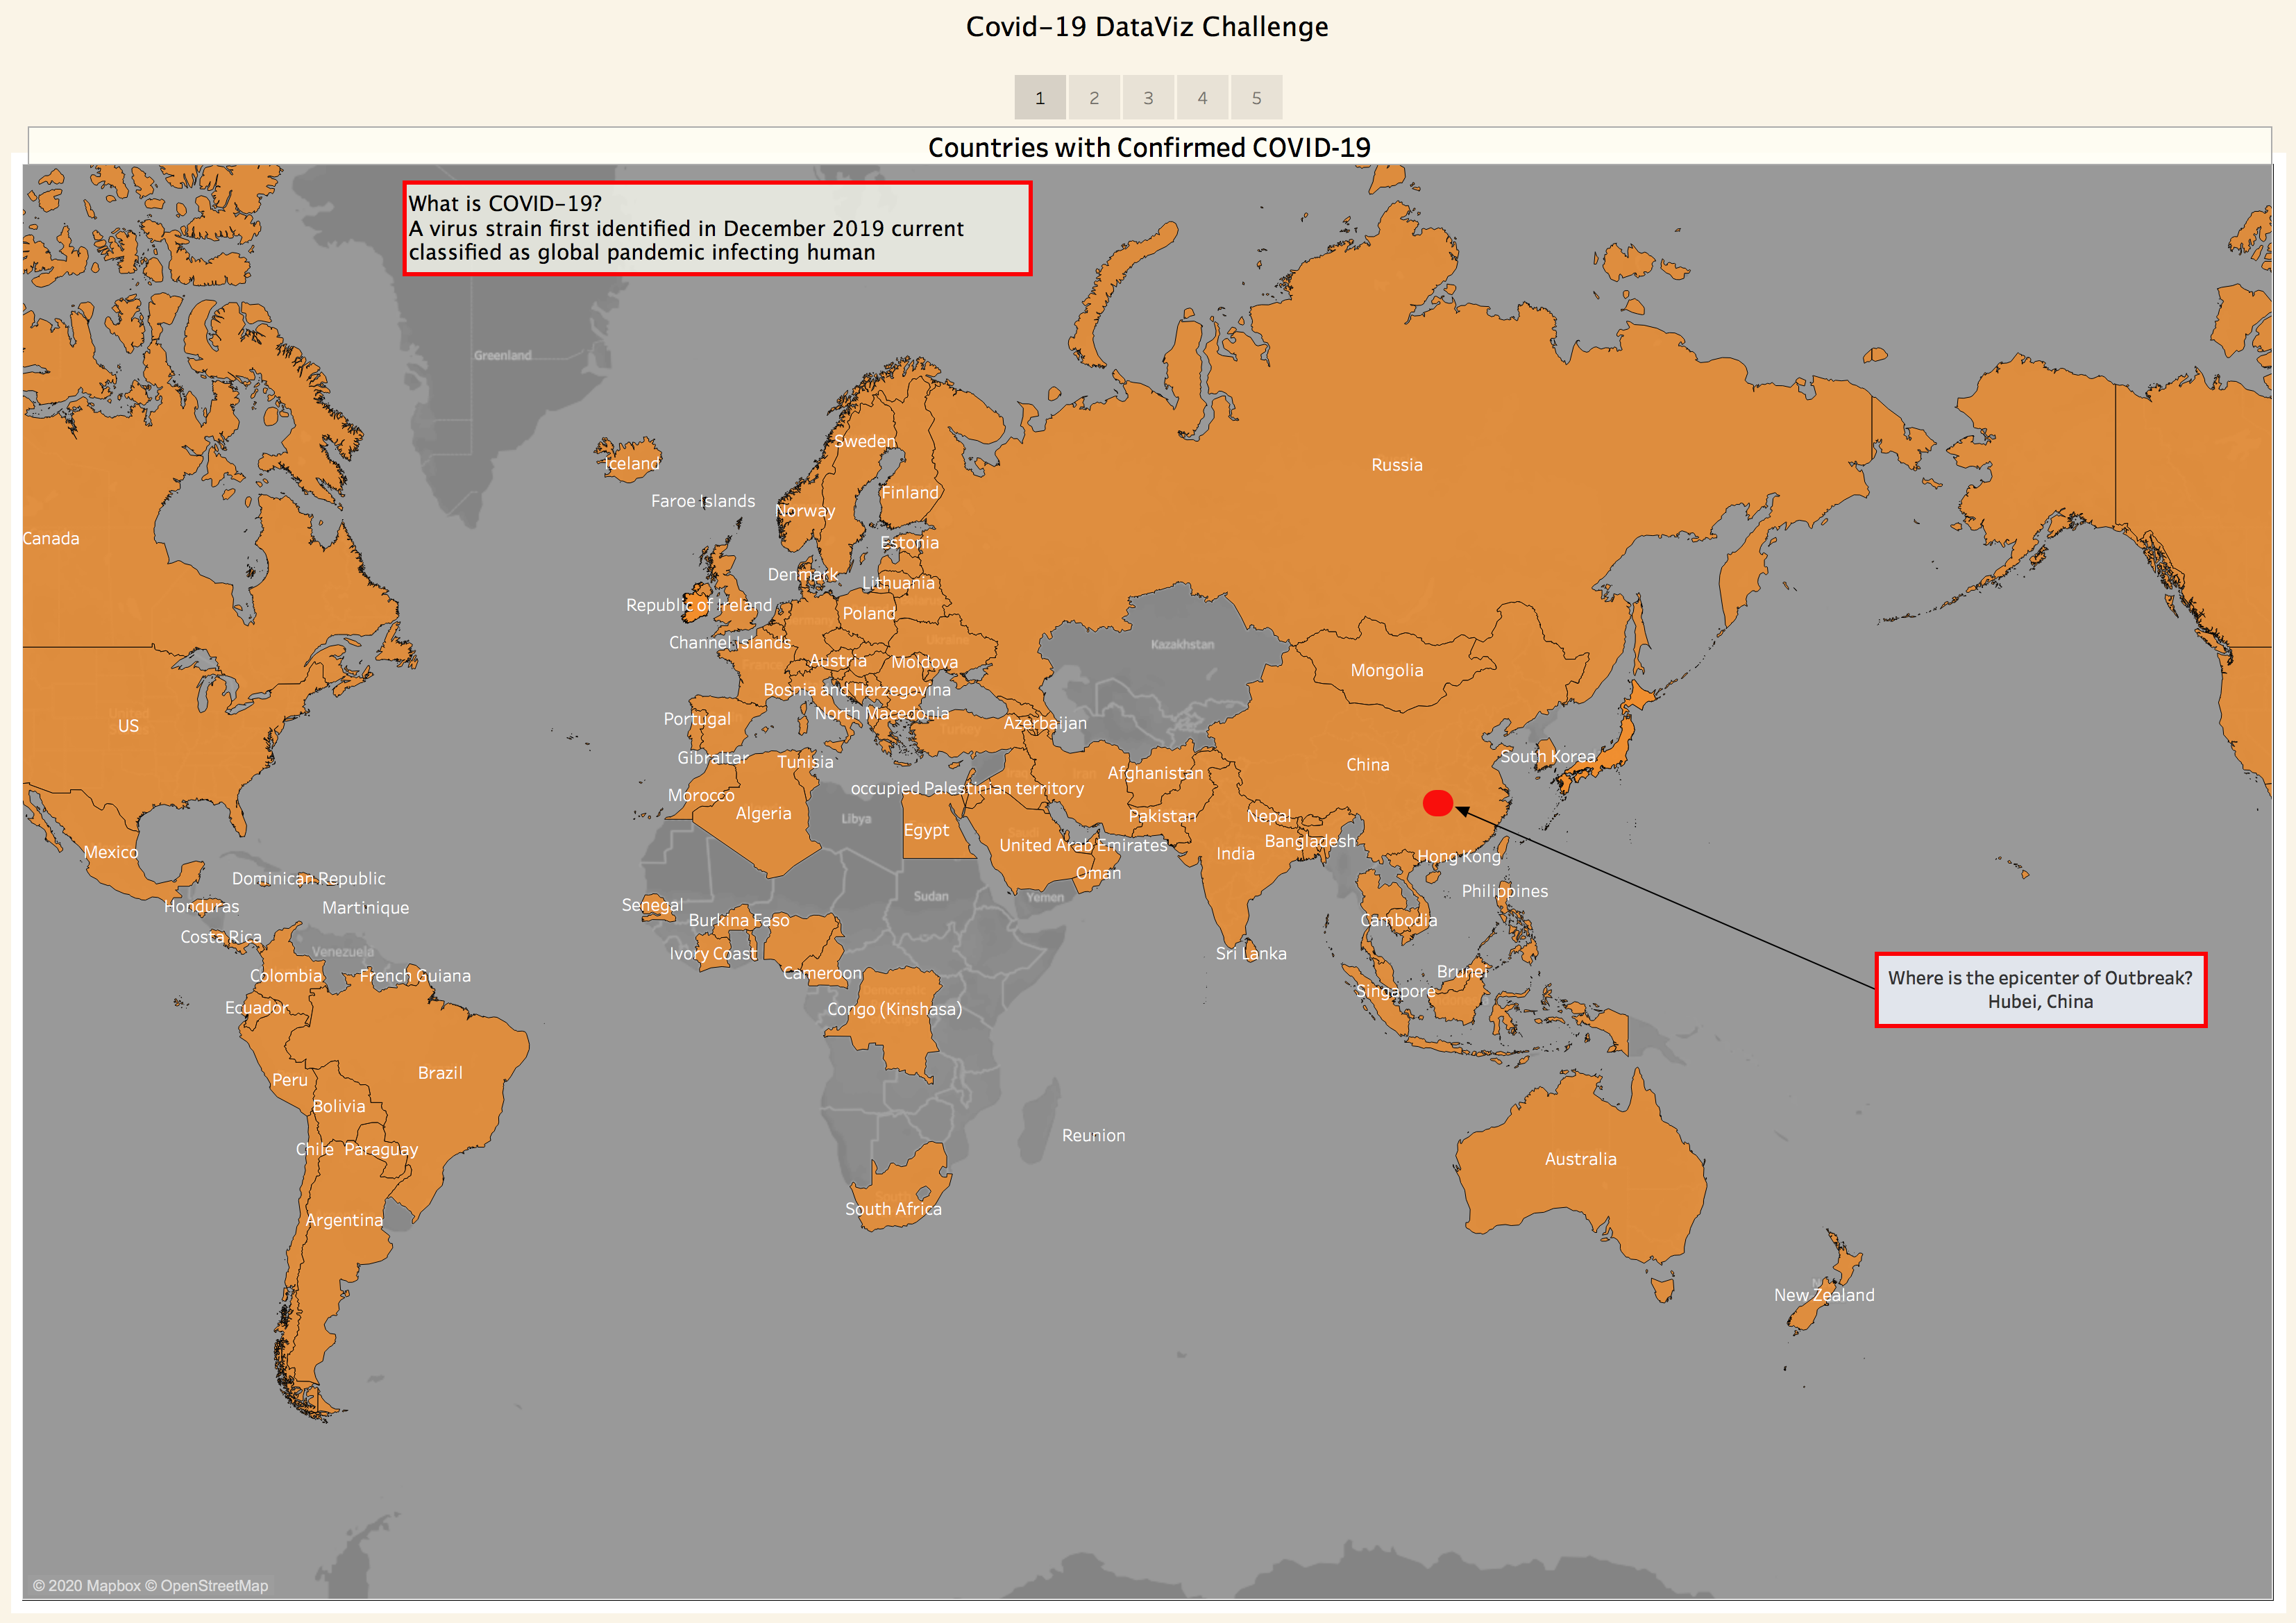 Covid-19 DataViz Challenge
1 2 3 4 5
Countries with Confirmed COVID-19
What is COVID-19?
A virus strain first identified in December 2019 current
classified as global pandemic infecting human
Greenland
Sweden
Iceland
Russia
Finland
Faroe Islands
Norway
Canada
Estonia
Denmark
Lithuania
Republic of Ireland
Poland
Germany
Channel Islands
Ukraine
Kazakhstan
France
Austria
Moldova
Mongolia
Bosnia and Herzegovina
North Macedonia
Portugal
Azerbaijan
United
US
Turkey
Gibraltar
Tunisia
South Korea
China
Afghanistan
Iran
occupied Palestinian territory
Morocco
Algeria
Libya
Egypt
Pakistan
Nepal
Bangladesh
United Arab Emirates
India
Hong Kong
Mexico
Oman
Dominican Republic
Philippines
Sudan
Yemen
Honduras
Martinique
Senegal
Burkina Faso
Cambodia
Costa Rica
Venezuela
Ivory Coast
Sri Lanka
Colombia
French Guiana
Cameroon
Brunei
Singapore
Where is the epicenter of Outbreak?
Hubei, China
Ecuador
Democratic
Congo (Kinshasa)
Brazil
Peru
Bolivia
Reunion
Chile
Paraguay
Australia
South Africa
Argentina
New Zealand
© 2020 Mapbox © OpenStreetMap